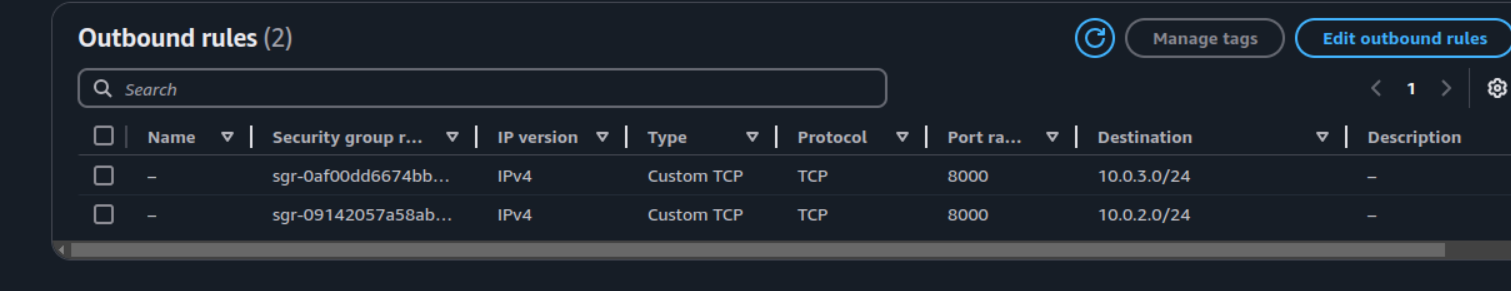 Outbound rules (2)
Manage tags
Edit outbound rules
Search
1
Name Security group r... IP version Type Protocol Port ra... Destination Description
– sgr-0af00dd6674bb... IPv4 Custom TCP TCP 8000 10.0.3.0/24 –
– sgr-09142057a58ab... IPv4 Custom TCP TCP 8000 10.0.2.0/24 –